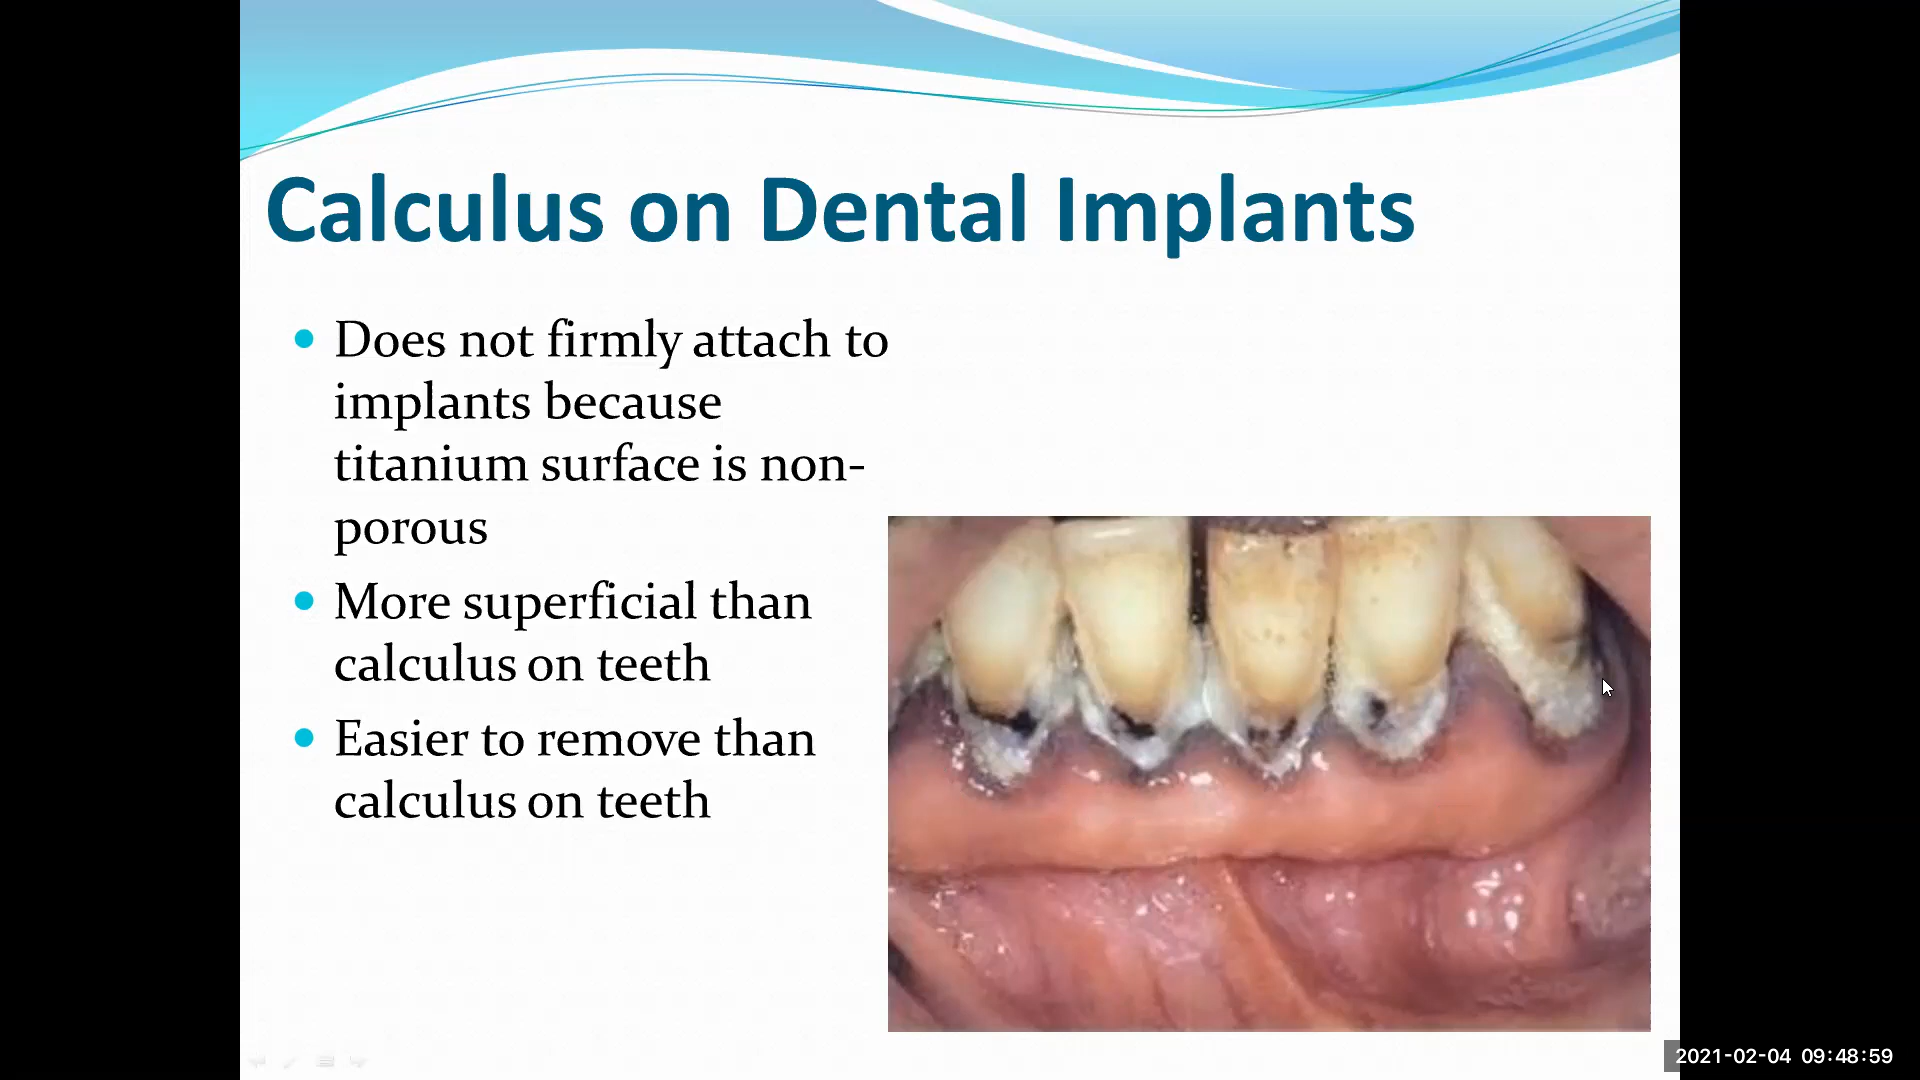 Calculus on Dental Implants
• Does not firmly attach to
implants because
titanium surface is non-
porous
• More superficial than
calculus on teeth
• Easier to remove than
calculus on teeth
2021-02-04 09:48:59